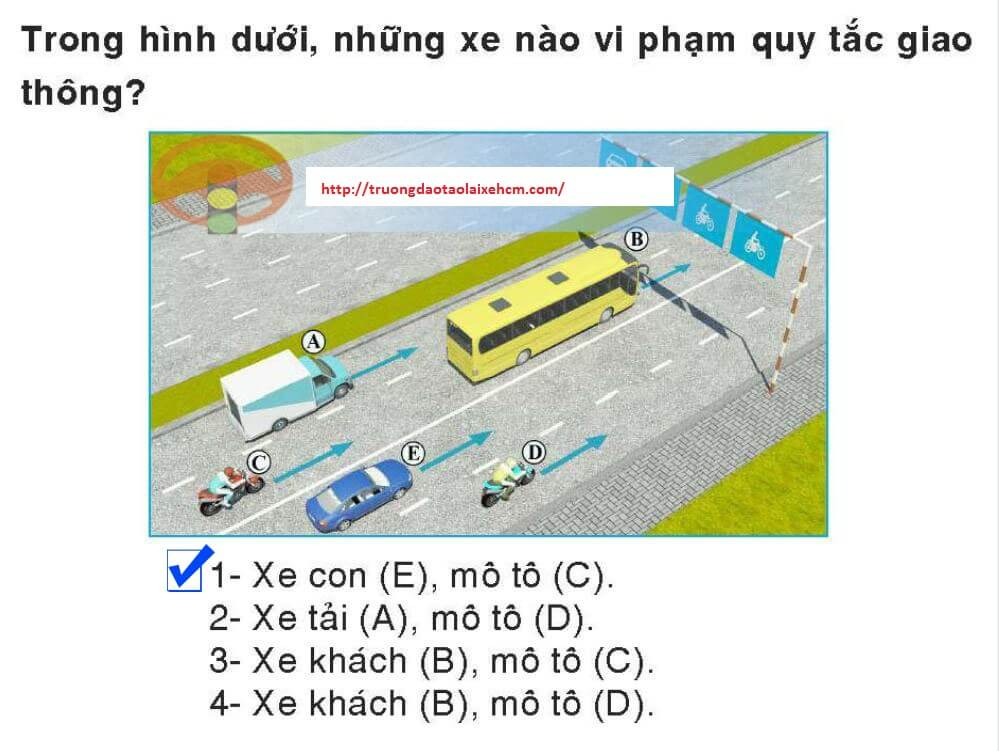 Trong hình dưới, những xe nào vi phạm quy tắc giao
thông?
http://truongdaotaolaixehcm.com/
B
A
C
E
D
1- Xe con (E), mô tô (C).
2- Xe tải (A), mô tô (D).
3- Xe khách (B), mô tô (C).
4- Xe khách (B), mô tô (D).